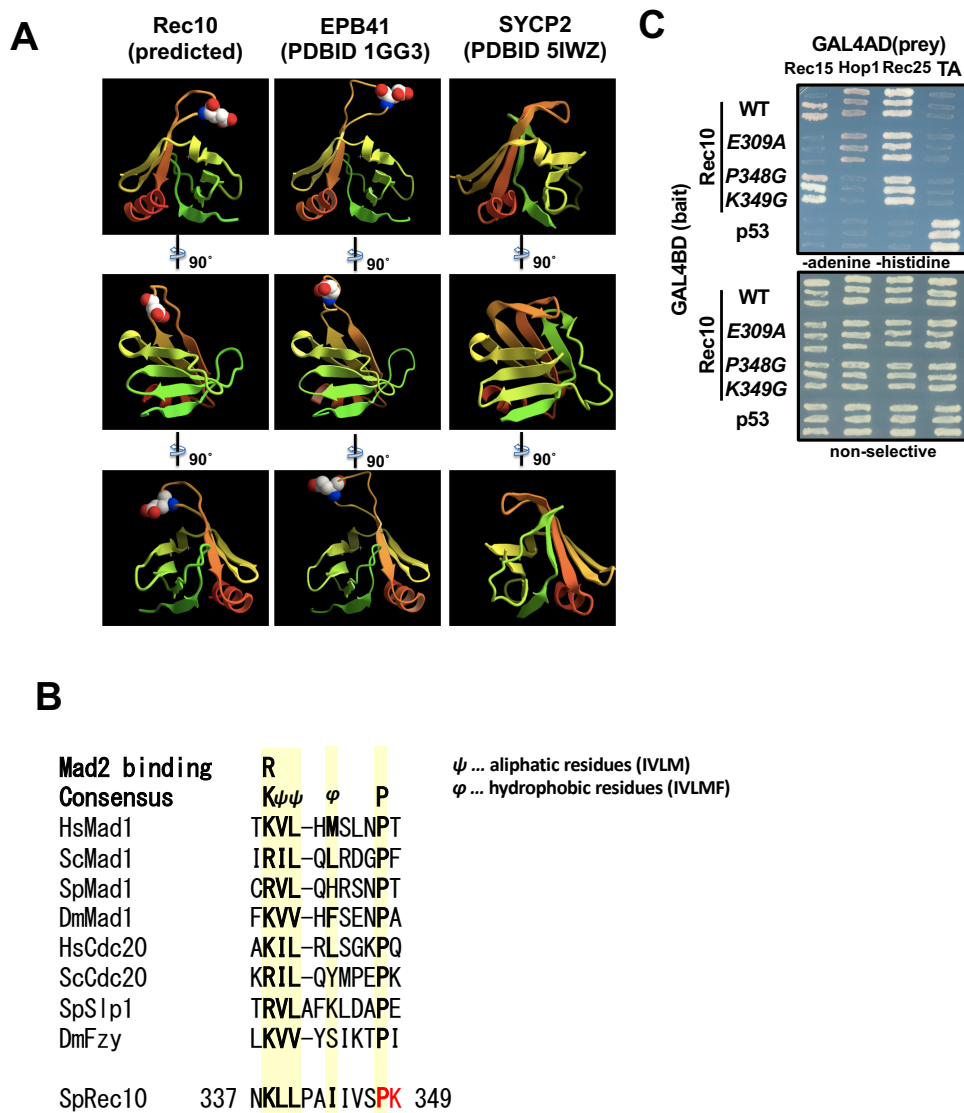 A
Rec10
(predicted)
EPB41
(PDBID 1GG3)
SYCP2
(PDBID 5IWZ)
90°
90°
90°
90°
90°
90°
C
GAL4AD(prey)
Rec15 Hop1 Rec25 TA
GAL4BD (bait)
Rec10
WT
E309A
P348G
K349G
p53
-adenine -histidine
Rec10
WT
E309A
P348G
K349G
p53
non-selective
B
Mad2 binding R
Consensus Kψψ φ P
HsMad1 TKVL-HMSLNPT
ScMad1 IRIL-QLRDGPF
SpMad1 CRVL-QHRSNPT
DmMad1 FKVV-HFSENPA
HsCdc20 AKIL-RLSGKPQ
ScCdc20 KRIL-QYMPEPK
SpSlp1 TRVLAFKLDAPE
DmFzy LKVV-YSIKTPI
SpRec10 337 NKLLPAIIVSPK 349
ψ ... aliphatic residues (IVLM)
φ ... hydrophobic residues (IVLMF)